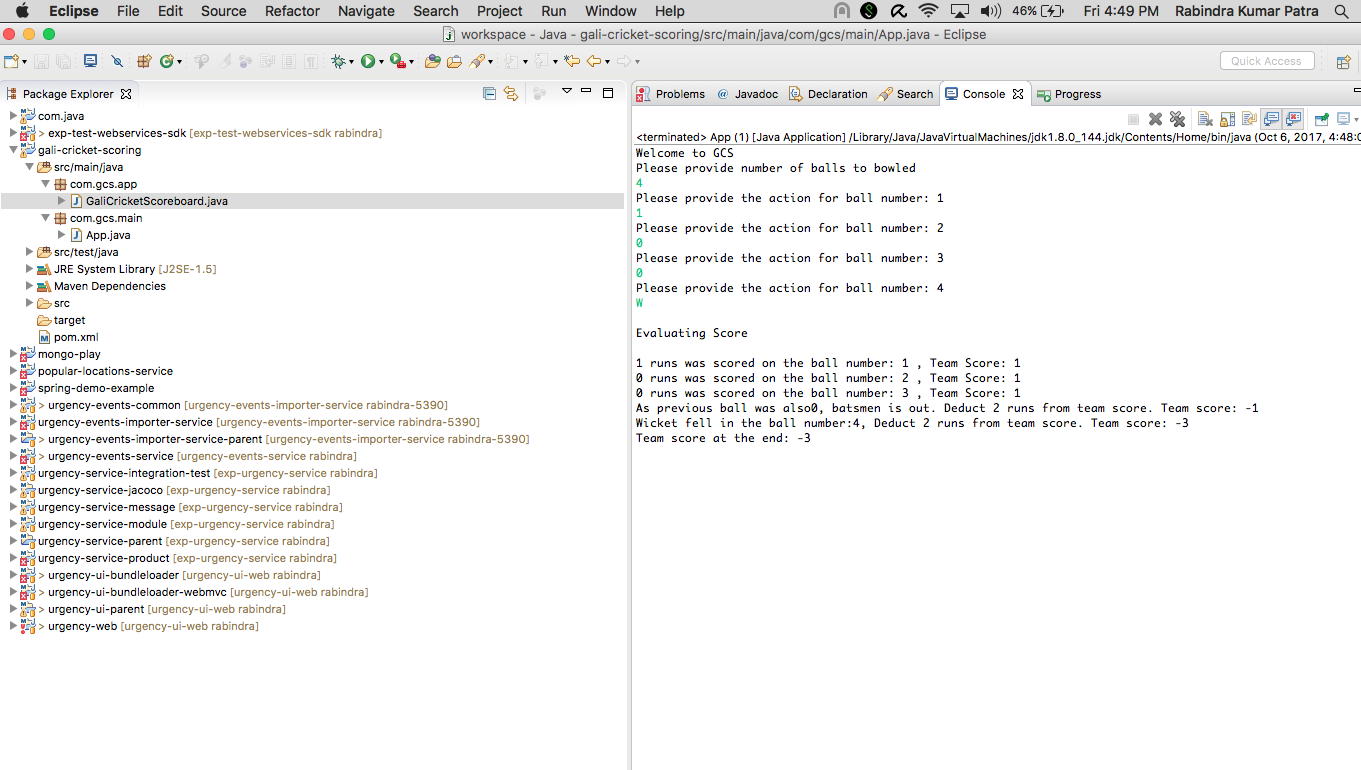 Eclipse File Edit Source Refactor Navigate Search Project Run Window Help 46% Fri 4:49 PM Rabindra Kumar Patra
workspace - Java - gali-cricket-scoring/src/main/java/com/gcs/main/App.java - Eclipse
Quick Access
Package Explorer
com.java
> exp-test-webservices-sdk [exp-test-webservices-sdk rabindra]
gali-cricket-scoring
src/main/java
com.gcs.app
GaliCricketScoreboard.java
com.gcs.main
App.java
src/test/java
JRE System Library [J2SE-1.5]
Maven Dependencies
src
target
pom.xml
mongo-play
popular-locations-service
spring-demo-example
> urgency-events-common [urgency-events-importer-service rabindra-5390]
urgency-events-importer-service [urgency-events-importer-service rabindra-5390]
> urgency-events-importer-service-parent [urgency-events-importer-service rabindra-5390]
> urgency-events-service [urgency-events-service rabindra]
urgency-service-integration-test [exp-urgency-service rabindra]
urgency-service-jacoco [exp-urgency-service rabindra]
urgency-service-message [exp-urgency-service rabindra]
urgency-service-module [exp-urgency-service rabindra]
urgency-service-parent [exp-urgency-service rabindra]
urgency-service-product [exp-urgency-service rabindra]
> urgency-ui-bundleloader [urgency-ui-web rabindra]
> urgency-ui-bundleloader-webmvc [urgency-ui-web rabindra]
> urgency-ui-parent [urgency-ui-web rabindra]
> urgency-web [urgency-ui-web rabindra]
Problems @ Javadoc Declaration Search Console Progress
<terminated> App (1) [Java Application] /Library/Java/JavaVirtualMachines/jdk1.8.0_144.jdk/Contents/Home/bin/java (Oct 6, 2017, 4:48:0
Welcome to GCS
Please provide number of balls to bowled
4
Please provide the action for ball number: 1
1
Please provide the action for ball number: 2
0
Please provide the action for ball number: 3
0
Please provide the action for ball number: 4
W
Evaluating Score
1 runs was scored on the ball number: 1 , Team Score: 1
0 runs was scored on the ball number: 2 , Team Score: 1
0 runs was scored on the ball number: 3 , Team Score: 1
As previous ball was also0, batsmen is out. Deduct 2 runs from team score. Team score: -1
Wicket fell in the ball number:4, Deduct 2 runs from team score. Team score: -3
Team score at the end: -3